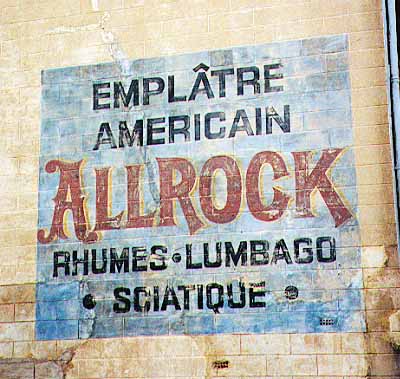 EMPLÂTRE
AMERICAIN
ALLROCK
RHUMES • LUMBAGO
• SCIATIQUE •